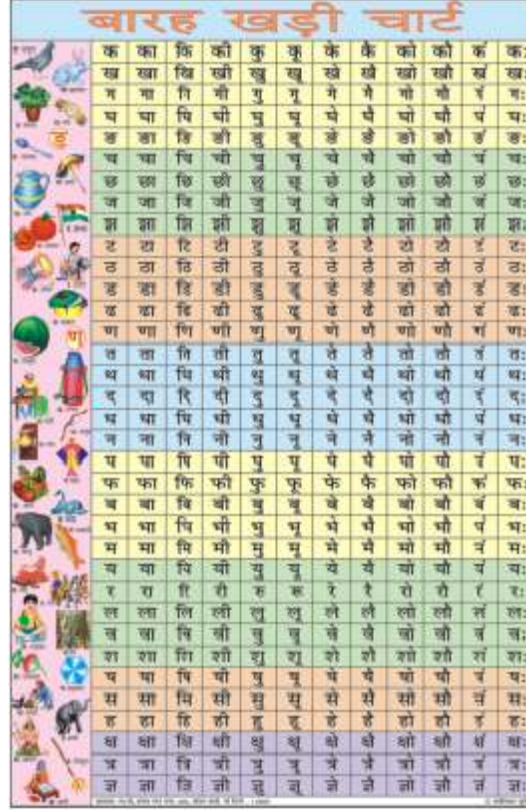 बारह खड़ी चार्ट
क का कि की कु कू के कै को कौ कं कः
ख खा खि खी खु खू खे खै खो खौ खं खः
ग गा गि गी गु गू गे गै गो गौ गं गः
घ घा घि घी घु घू घे घै घो घौ घं घः
ङ ङा ङि ङी ङु ङू ङे ङै ङो ङौ ङं ङः
च चा चि ची चु चू चे चै चो चौ चं चः
छ छा छि छी छु छू छे छै छो छौ छं छः
ज जा जि जी जु जू जे जै जो जौ जं जः
झ झा झि झी झु झू झे झै झो झौ झं झः
ट टा टि टी टु टू टे टै टो टौ टं टः
ठ ठा ठि ठी ठु ठू ठे ठै ठो ठौ ठं ठः
ड डा डि डी डु डू डे डै डो डौ डं डः
ढ ढा ढि ढी ढु ढू ढे ढै ढो ढौ ढं ढः
ण णा णि णी णु णू णे णै णो णौ णं णः
त ता ति ती तु तू ते तै तो तौ तं तः
थ था थि थी थु थू थे थै थो थौ थं थः
द दा दि दी दु दू दे दै दो दौ दं दः
ध धा धि धी धु धू धे धै धो धौ धं धः
न ना नि नी नु नू ने नै नो नौ नं नः
प पा पि पी पु पू पे पै पो पौ पं पः
फ फा फि फी फु फू फे फै फो फौ फं फः
ब बा बि बी बु बू बे बै बो बौ बं बः
भ भा भि भी भु भू भे भै भो भौ भं भः
म मा मि मी मु मू मे मै मो मौ मं मः
य या यि यी यु यू ये यै यो यौ यं यः
र रा रि री रु रू रे रै रो रौ रं रः
ल ला लि ली लु लू ले लै लो लौ लं लः
व वा वि वी वु वू वे वै वो वौ वं वः
श शा शि शी शु शू शे शै शो शौ शं शः
ष षा षि षी षु षू षे षै षो षौ षं षः
स सा सि सी सु सू से सै सो सौ सं सः
ह हा हि ही हु हू हे है हो हौ हं हः
क्ष क्षा क्षि क्षी क्षु क्षू क्षे क्षै क्षो क्षौ क्षं क्षः
त्र त्रा त्रि त्री त्रु त्रू त्रे त्रै त्रो त्रौ त्रं त्रः
ज्ञ ज्ञा ज्ञि ज्ञी ज्ञु ज्ञू ज्ञे ज्ञै ज्ञो ज्ञौ ज्ञं ज्ञः
ङ
ण